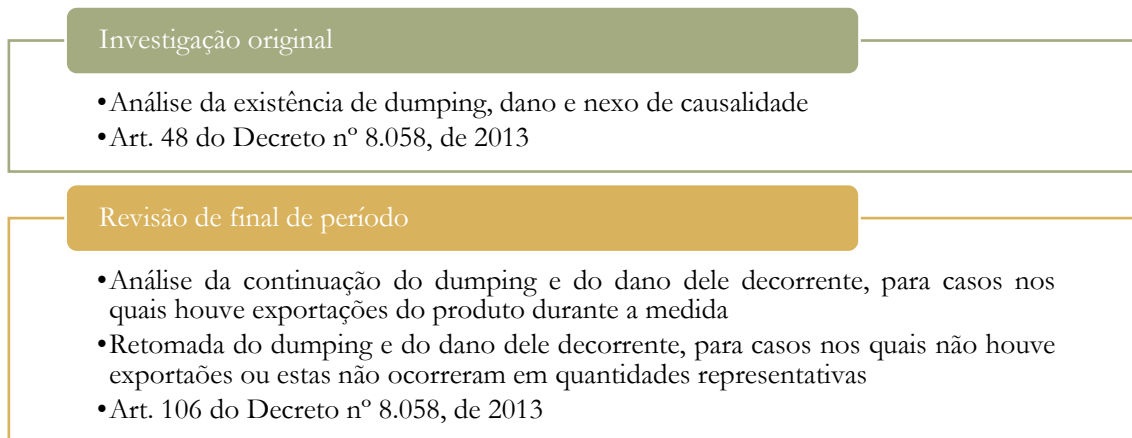 Investigação original
•Análise da existência de dumping, dano e nexo de causalidade
•Art. 48 do Decreto nº 8.058, de 2013
Revisão de final de período
•Análise da continuação do dumping e do dano dele decorrente, para casos nos
quais houve exportações do produto durante a medida
•Retomada do dumping e do dano dele decorrente, para casos nos quais não houve
exportaões ou estas não ocorreram em quantidades representativas
•Art. 106 do Decreto nº 8.058, de 2013